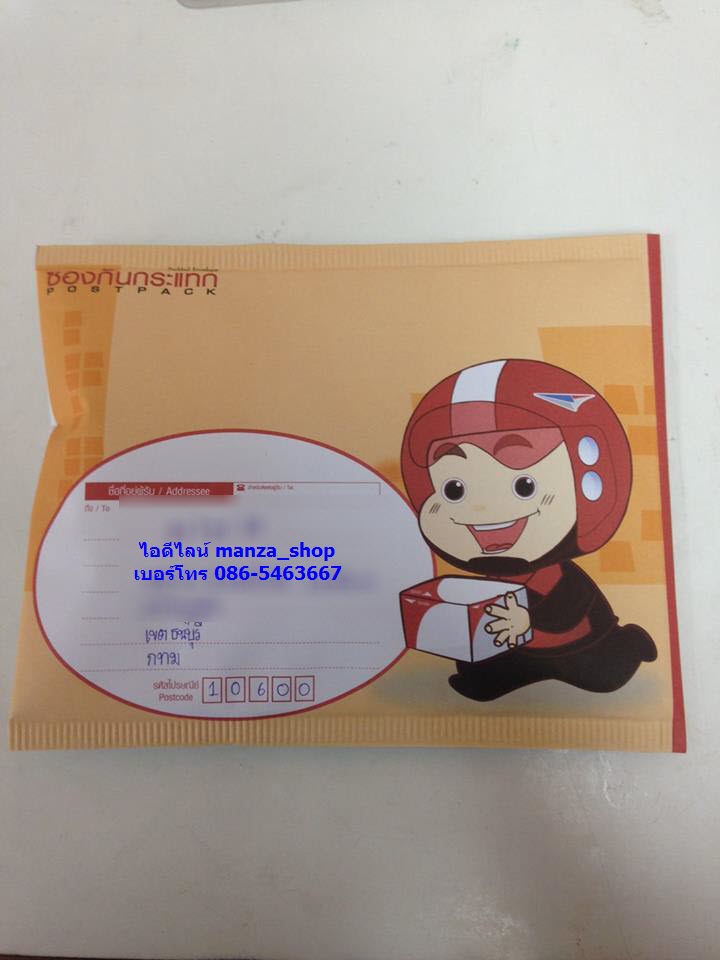 ซองกันกระแทก
POSTPACK
ชื่อที่อยู่ผู้รับ / Addressee
ถึง / To
ไอดีไลน์ manza_shop
เบอร์โทร 086-5463667
เขต ธนบุรี
กทม
รหัสไปรษณีย์ 10600
Postcode